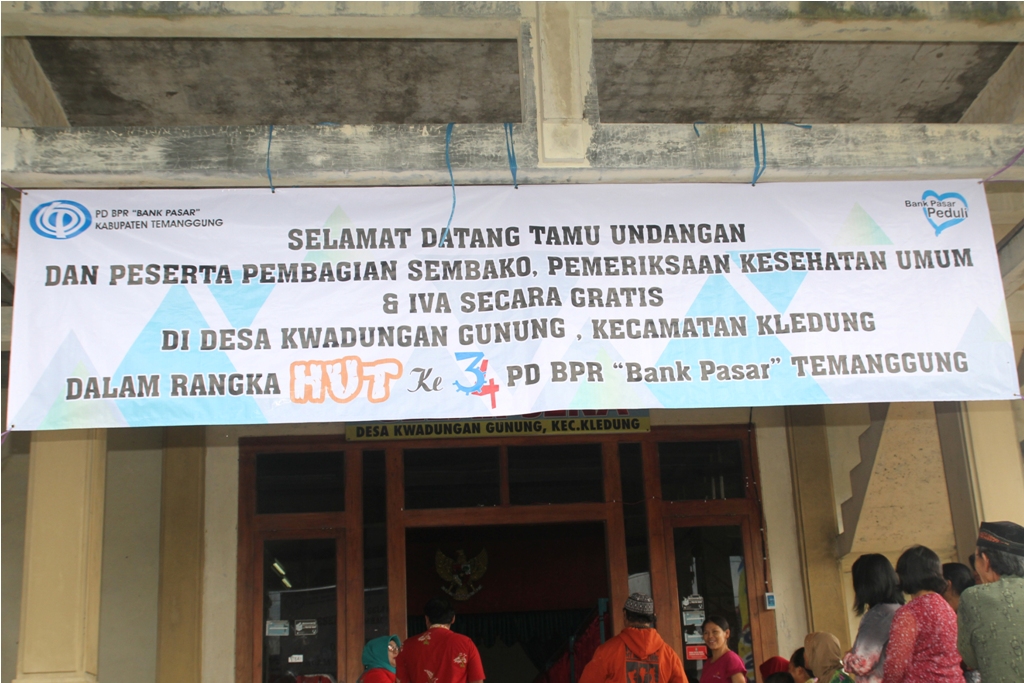 PD BPR "BANK PASAR"
KABUPATEN TEMANGGUNG
Bank Pasar
Peduli
SELAMAT DATANG TAMU UNDANGAN
DAN PESERTA PEMBAGIAN SEMBAKO, PEMERIKSAAN KESEHATAN UMUM
& IVA SECARA GRATIS
DI DESA KWADUNGAN GUNUNG , KECAMATAN KLEDUNG
DALAM RANGKA HUT Ke 34 PD BPR "Bank Pasar" TEMANGGUNG
DESA KWADUNGAN GUNUNG, KEC.KLEDUNG